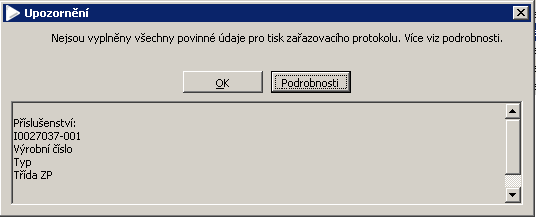 Upozornění
Nejsou vyplněny všechny povinné údaje pro tisk zařazovacího protokolu. Více viz podrobnosti.
OK
Podrobnosti
Příslušenství:
I0027037-001
Výrobní číslo
Typ
Třída ZP